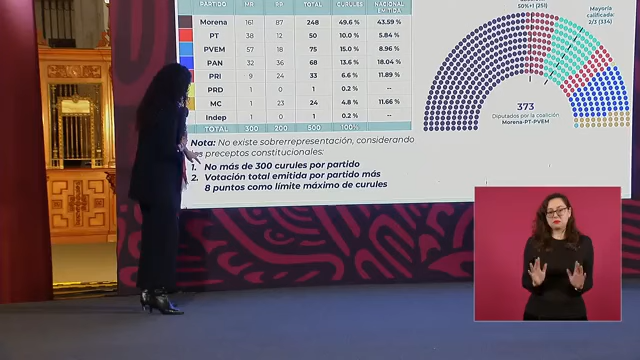 PARTIDO MR RP TOTAL CURULES NACIONAL EMITIDA
Morena 161 87 248 49.6 % 43.59 %
PT 38 12 50 10.0 % 5.84 %
PVEM 57 18 75 15.0 % 8.96 %
PAN 32 36 68 13.6 % 18.04 %
PRI 9 24 33 6.6 % 11.89 %
PRD 1 0 1 0.2 % --
MC 1 23 24 4.8 % 11.66 %
Indep 1 0 1 0.2 % --
TOTAL 300 200 500 100%
50%+1 (251)
Mayoría
calificada:
2/3 (334)
373
Diputados por la coalición
Morena-PT-PVEM
Nota: No existe sobrerrepresentación, considerando
preceptos constitucionales:
1. No más de 300 curules por partido
2. Votación total emitida por partido más
8 puntos como límite máximo de curules